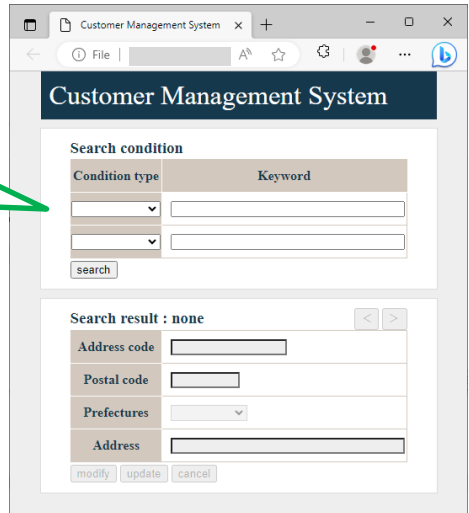 Customer Management System
File
Customer Management System
Search condition
Condition type Keyword
search
Search result : none < >
Address code
Postal code
Prefectures
Address
modify update cancel